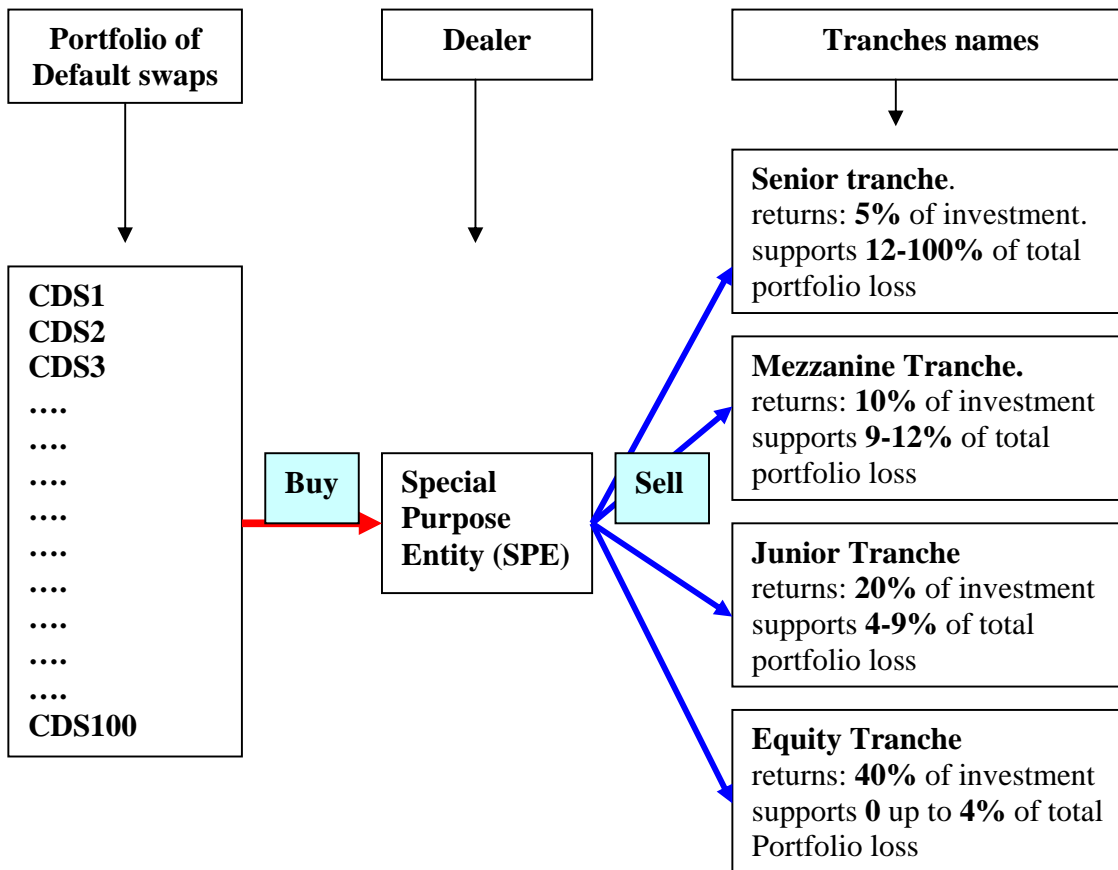 Portfolio of
Default swaps
Dealer
Tranches names
CDS1
CDS2
CDS3
….
….
….
….
….
….
….
….
….
CDS100
Buy
Special
Purpose
Entity (SPE)
Sell
Senior tranche.
returns: 5% of investment.
supports 12-100% of total
portfolio loss
Mezzanine Tranche.
returns: 10% of investment
supports 9-12% of total
portfolio loss
Junior Tranche
returns: 20% of investment
supports 4-9% of total
portfolio loss
Equity Tranche
returns: 40% of investment
supports 0 up to 4% of total
Portfolio loss